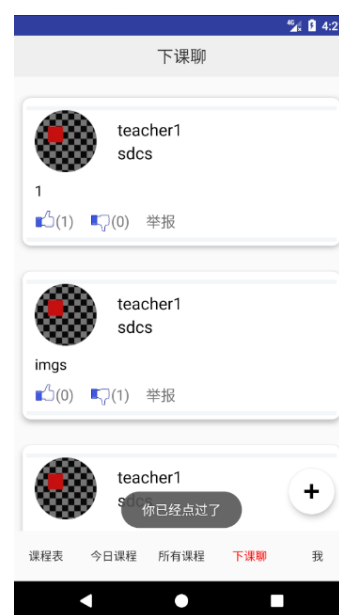 4G 4:2
下课聊
teacher1
sdcs
1
(1) (0) 举报
teacher1
sdcs
imgs
(0) (1) 举报
teacher1
sdcs
你已经点过了
+
课程表 今日课程 所有课程 下课聊 我